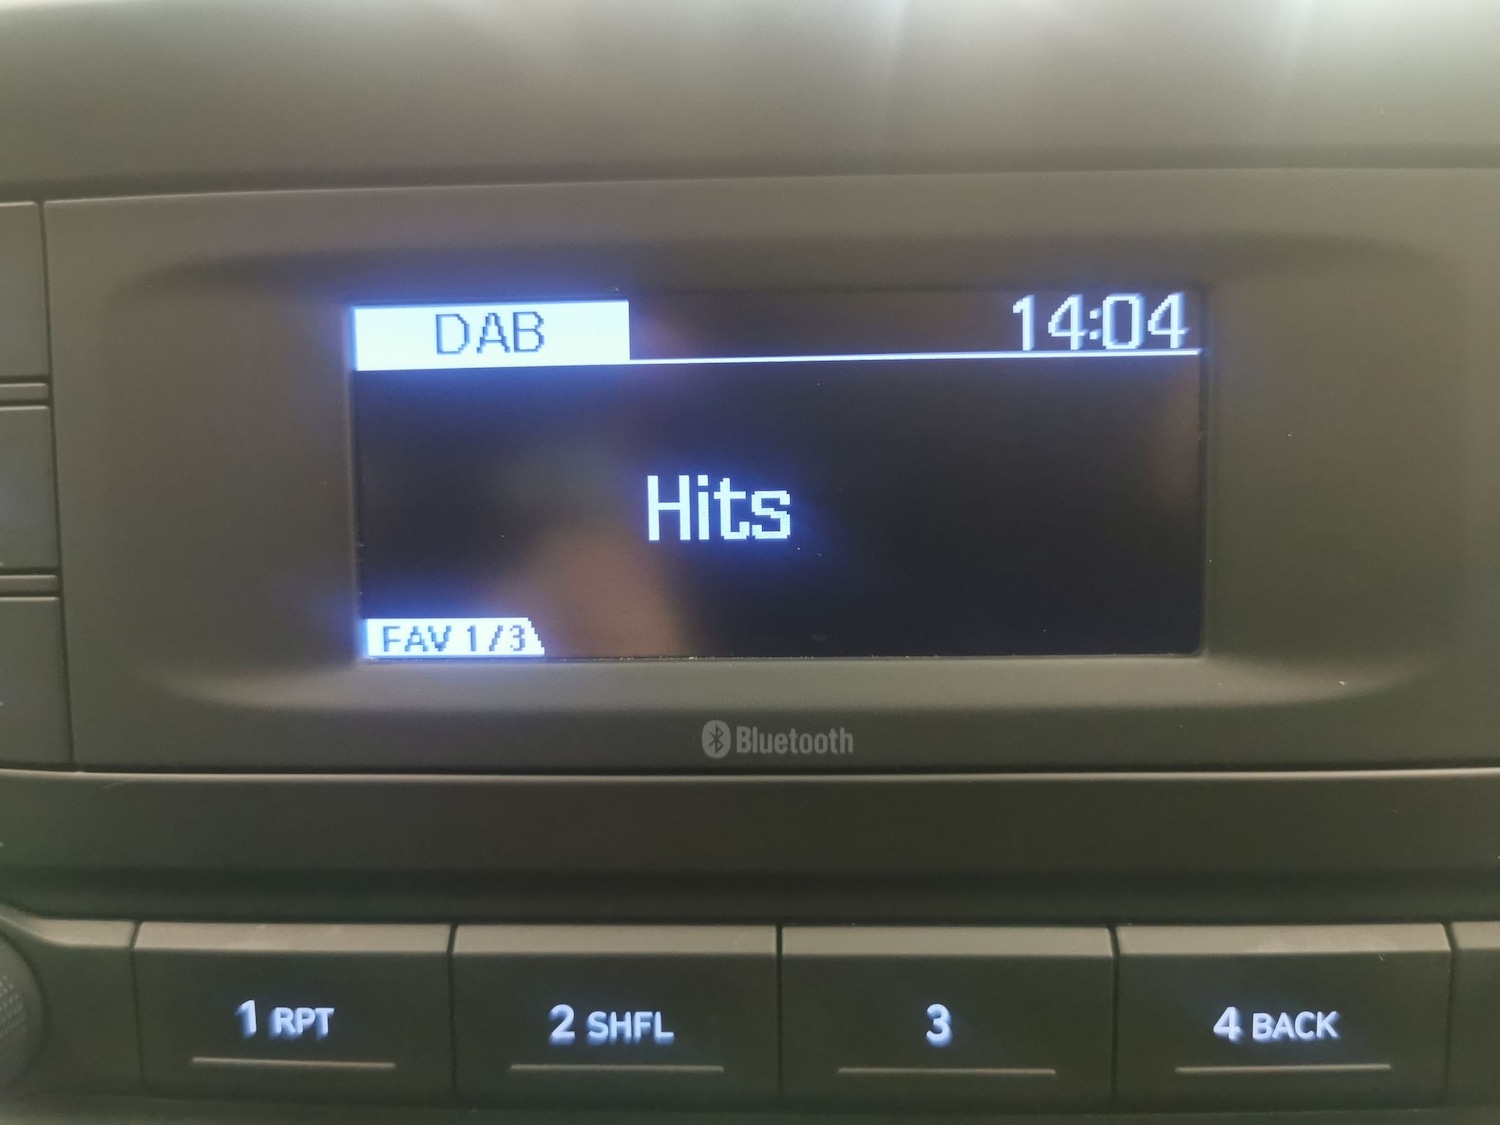 DAB 14:04
Hits
FAV 1/3
Bluetooth
1 RPT 2 SHFL 3 4 BACK